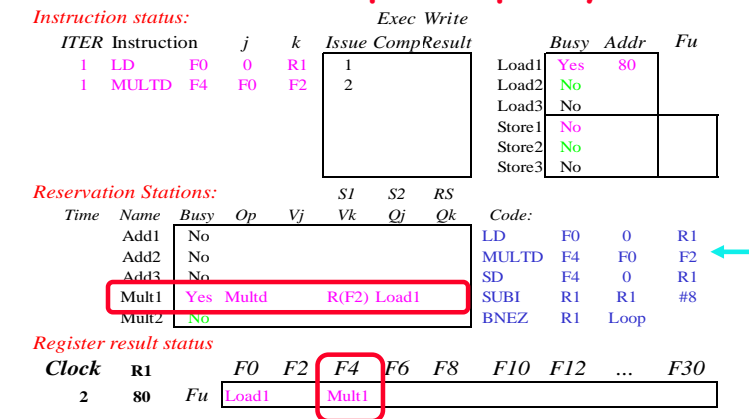 Instruction status: Exec Write
ITER Instruction j k Issue Comp Result Busy Addr Fu
1 LD F0 0 R1 1 Load1 Yes 80
1 MULTD F4 F0 F2 2 Load2 No
Load3 No
Store1 No
Store2 No
Store3 No
Reservation Stations: S1 S2 RS
Time Name Busy Op Vj Vk Qj Qk Code:
Add1 No LD F0 0 R1
Add2 No MULTD F4 F0 F2
Add3 No SD F4 0 R1
Mult1 Yes Multd R(F2) Load1 SUBI R1 R1 #8
Mult2 No BNEZ R1 Loop
Register result status
Clock R1 F0 F2 F4 F6 F8 F10 F12 ... F30
2 80 Fu Load1 Mult1